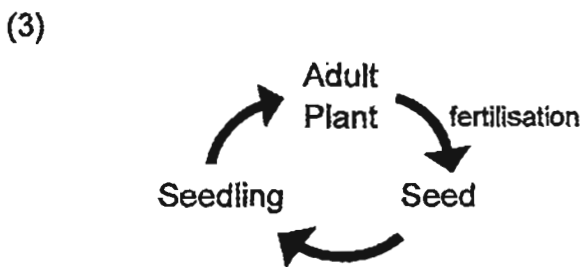 (3)
Adult
Plant
fertilisation
Seedling
Seed